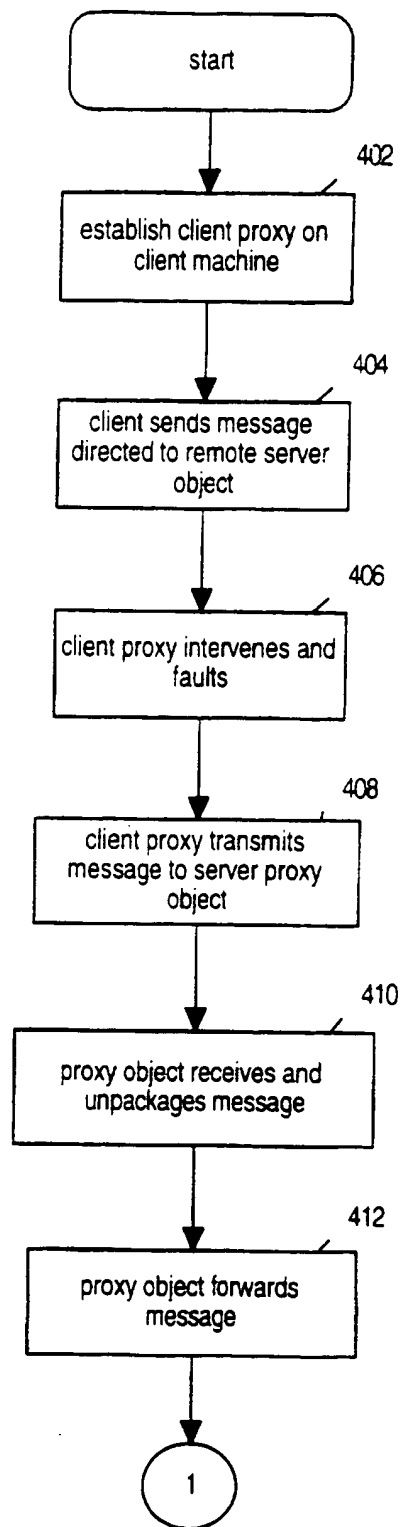 start
402
establish client proxy on
client machine
404
client sends message
directed to remote server
object
406
client proxy intervenes and
faults
408
client proxy transmits
message to server proxy
object
410
proxy object receives and
unpackages message
412
proxy object forwards
message
1